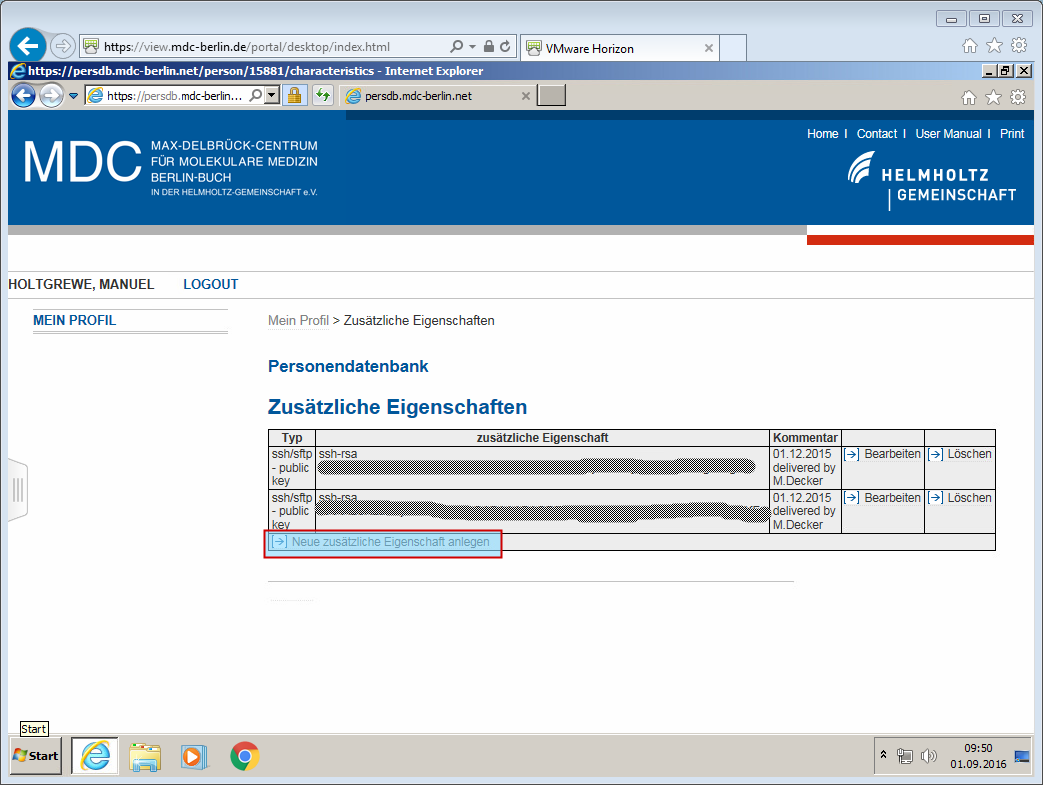 https://view.mdc-berlin.de/portal/desktop/index.html
VMware Horizon
https://persdb.mdc-berlin.net/person/15881/characteristics - Internet Explorer
https://persdb.mdc-berlin...
persdb.mdc-berlin.net
Home I Contact I User Manual I Print
MDC
MAX-DELBRÜCK-CENTRUM
FÜR MOLEKULARE MEDIZIN
BERLIN-BUCH
IN DER HELMHOLTZ-GEMEINSCHAFT e.V.
HELMHOLTZ
GEMEINSCHAFT
HOLTGREWE, MANUEL LOGOUT
MEIN PROFIL
Mein Profil > Zusätzliche Eigenschaften
Personendatenbank
Zusätzliche Eigenschaften
Typ zusätzliche Eigenschaft Kommentar
ssh/sftp ssh-rsa 01.12.2015 Bearbeiten Löschen
- public delivered by
key M.Decker
ssh/sftp ssh-rsa 01.12.2015 Bearbeiten Löschen
- public delivered by
key M.Decker
Neue zusätzliche Eigenschaft anlegen
Start
Start
09:50
01.09.2016